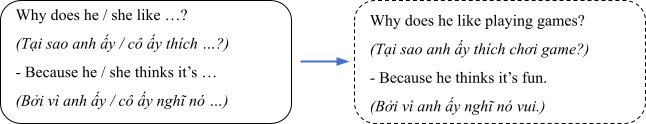 Why does he / she like …?
(Tại sao anh ấy / cô ấy thích …?)
- Because he / she thinks it’s …
(Bởi vì anh ấy / cô ấy nghĩ nó …)
Why does he like playing games?
(Tại sao anh ấy thích chơi game?)
- Because he thinks it’s fun.
(Bởi vì anh ấy nghĩ nó vui.)